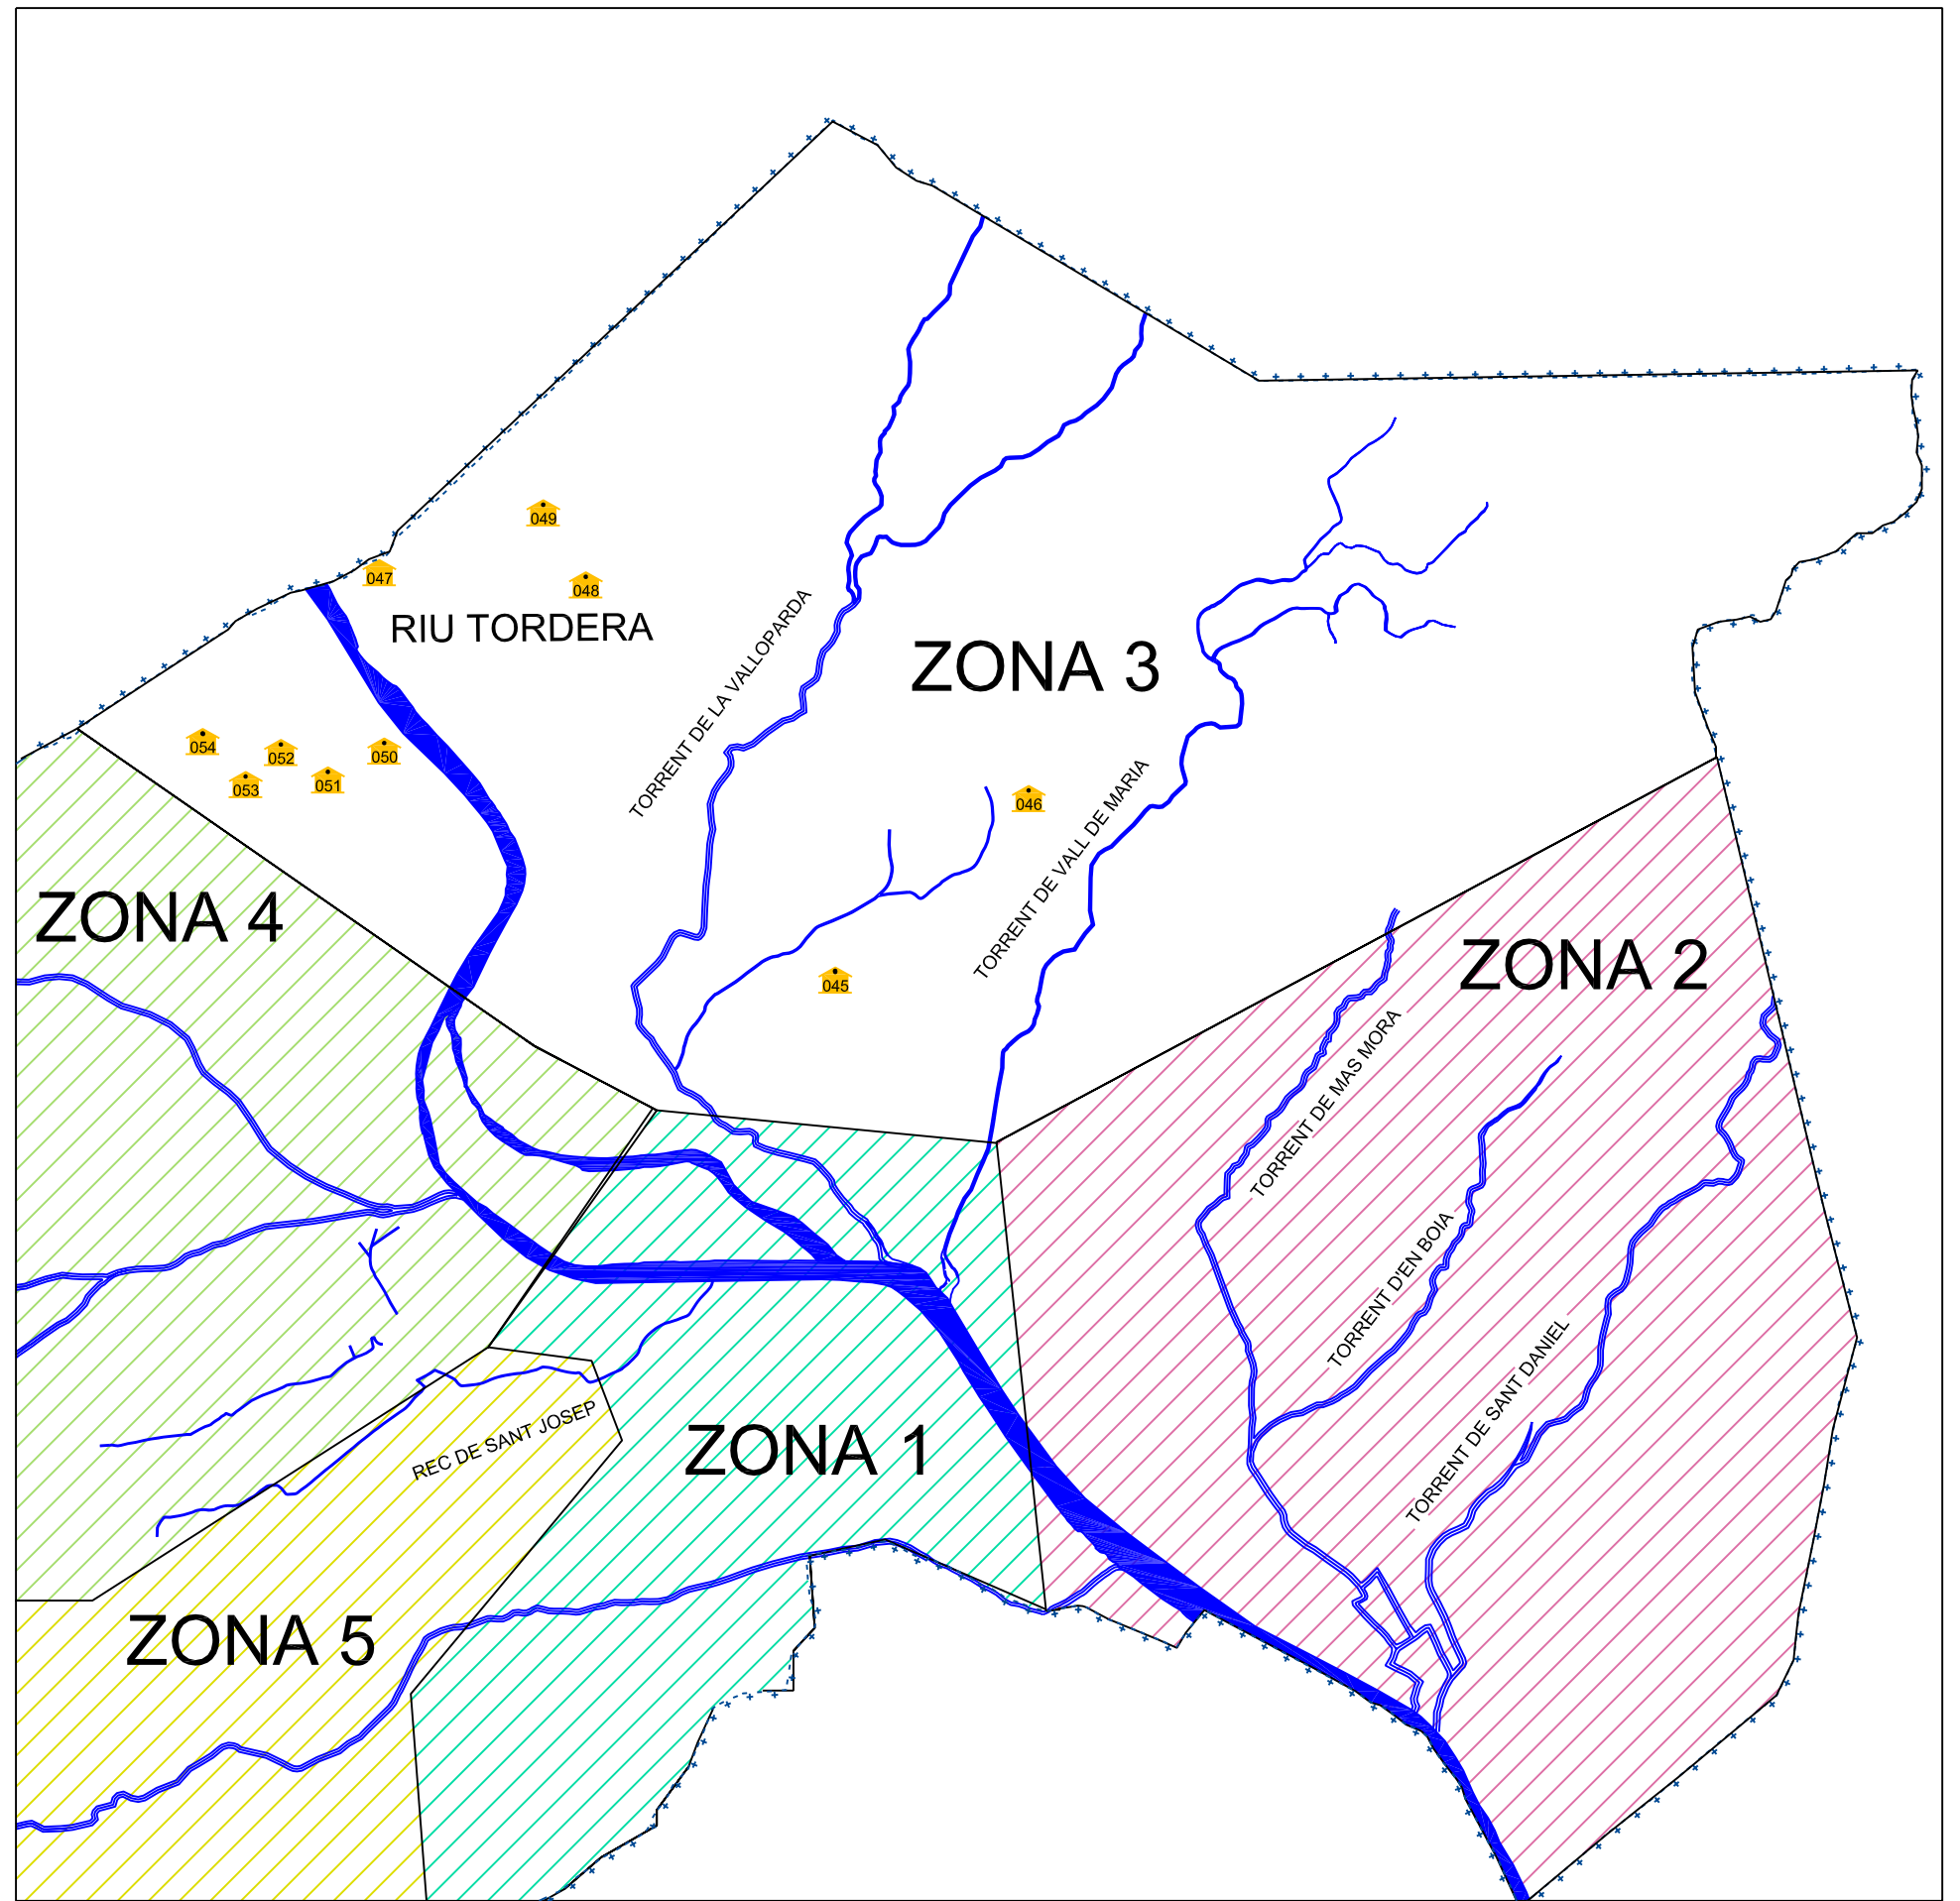 049
047
048
RIU TORDERA
TORRENT DE LA VALLOPARDA
ZONA 3
054
052
050
053
051
046
TORRENT DE VALL DE MARIA
ZONA 4
ZONA 2
045
TORRENT DE MAS MORA
TORRENT D'EN BOIA
TORRENT DE SANT DANIEL
REC DE SANT JOSEP
ZONA 1
ZONA 5